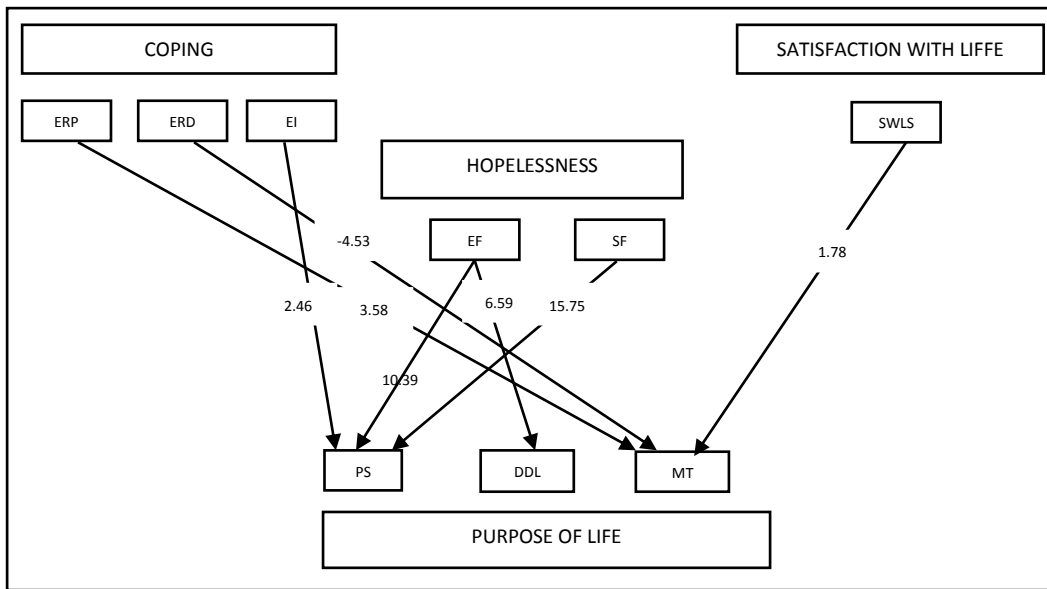 COPING
SATISFACTION WITH LIFFE
ERP
ERD
EI
SWLS
HOPELESSNESS
EF
SF
-4.53
1.78
2.46
3.58
6.59
15.75
10.39
PS
DDL
MT
PURPOSE OF LIFE